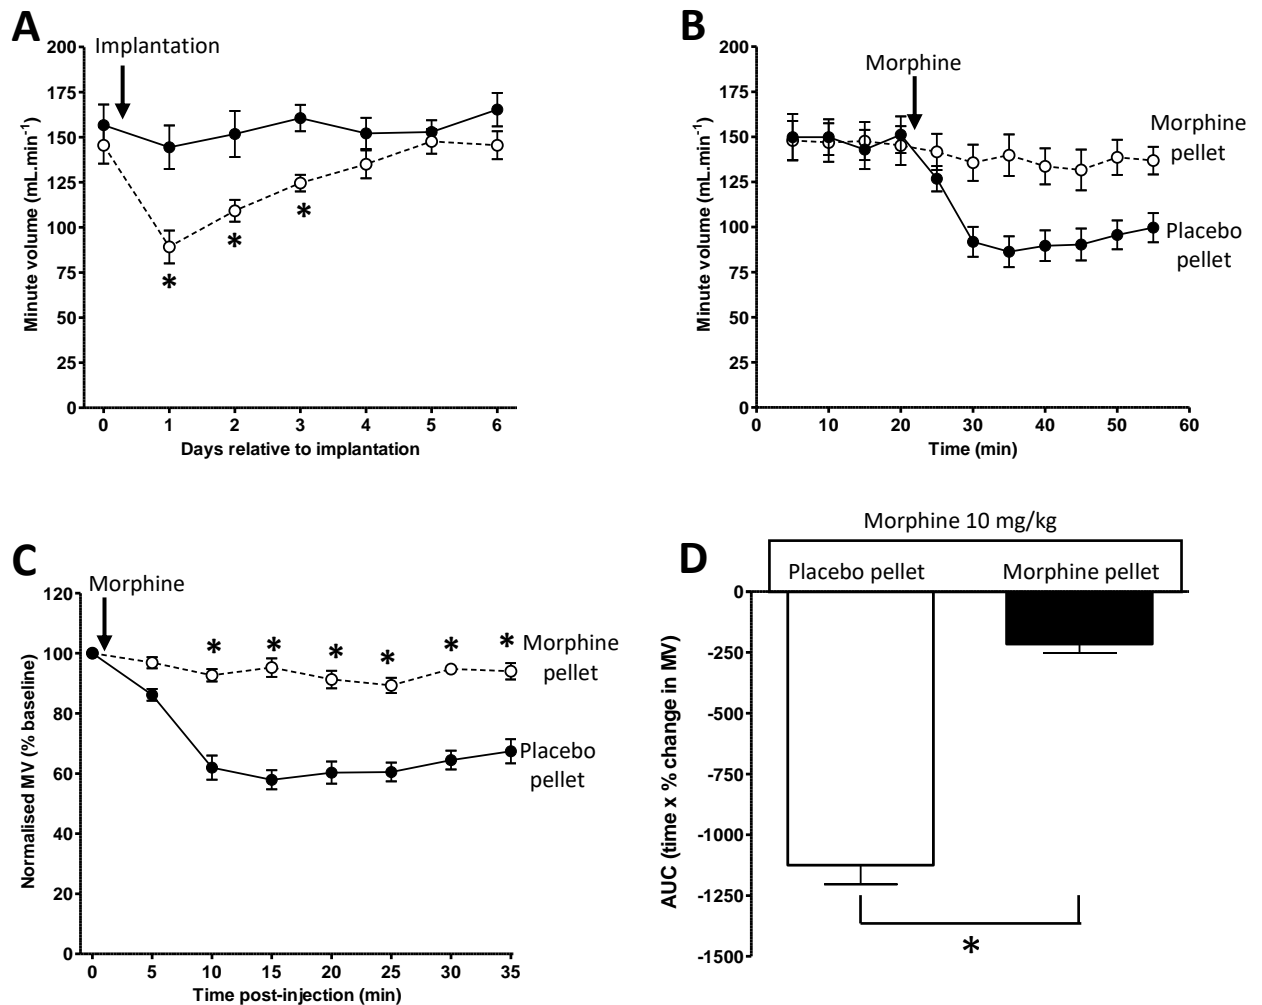 A
Implantation
200
175
150
125
100
75
50
25
0
Minute volume (mL.min⁻¹)
*
*
*
0 1 2 3 4 5 6
Days relative to implantation
B
Morphine
200
175
150
125
100
75
50
25
0
Minute volume (mL.min⁻¹)
Morphine
pellet
Placebo
pellet
0 10 20 30 40 50 60
Time (min)
C
Morphine
120
100
80
60
40
20
0
Normalised MV (% baseline)
* * * * * *
Morphine
pellet
Placebo
pellet
0 5 10 15 20 25 30 35
Time post-injection (min)
D
Morphine 10 mg/kg
Placebo pellet Morphine pellet
0
-250
-500
-750
-1000
-1250
-1500
AUC (time x % change in MV)
*